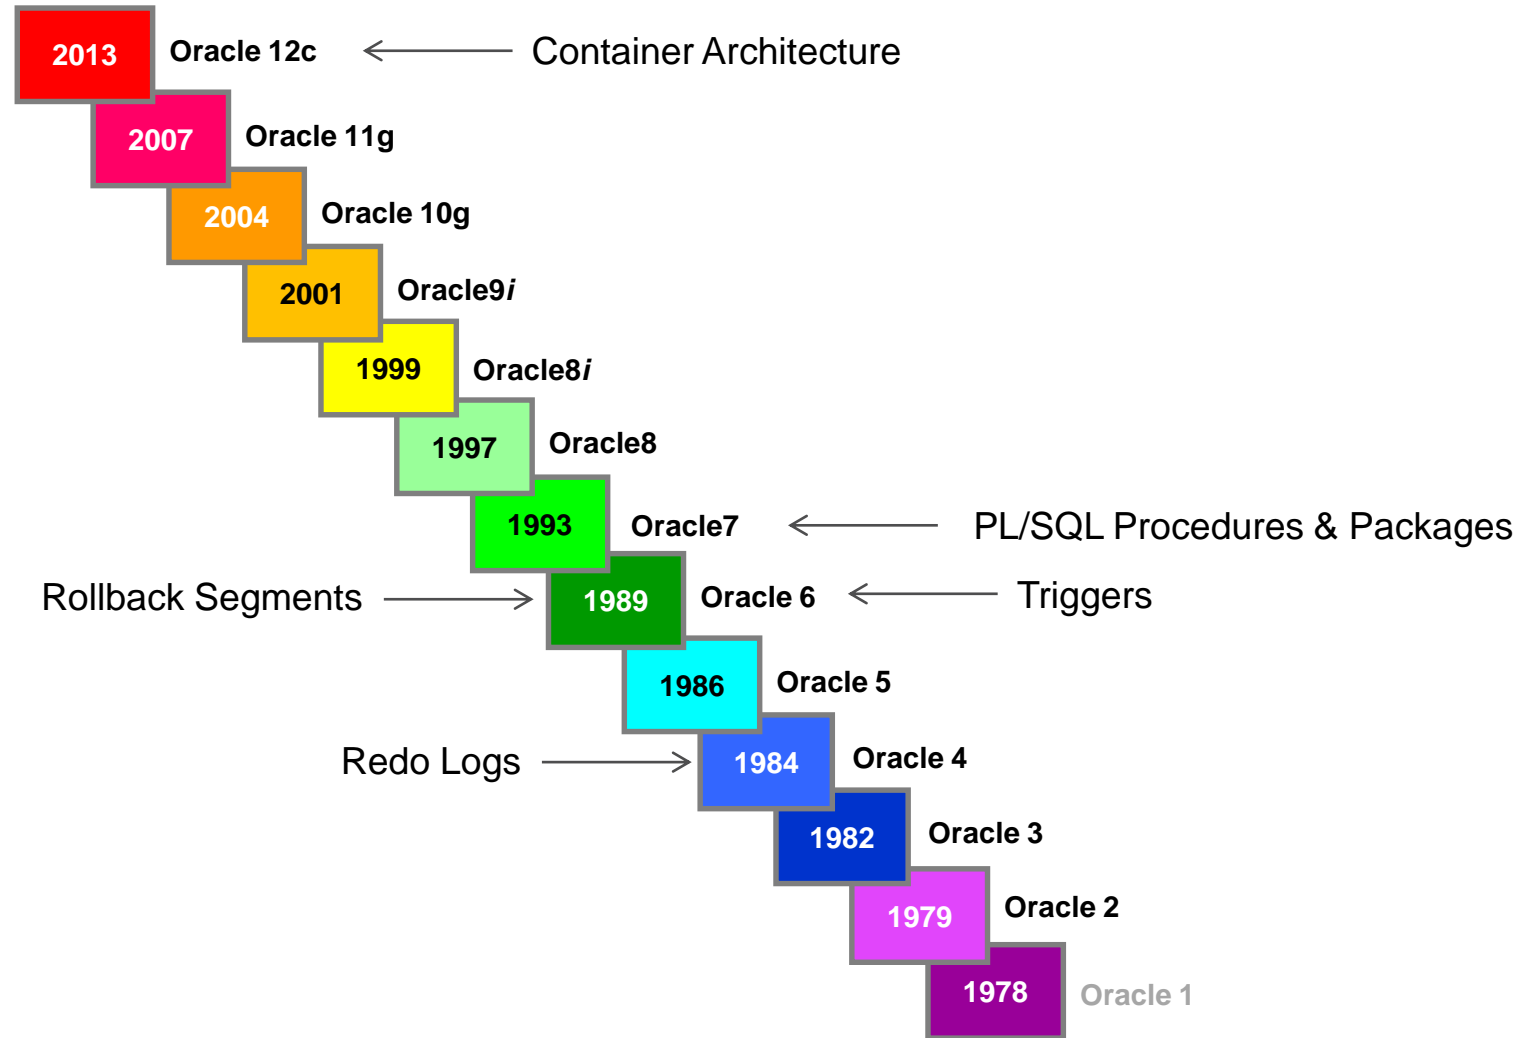 2013 Oracle 12c Container Architecture
2007 Oracle 11g
2004 Oracle 10g
2001 Oracle9i
1999 Oracle8i
1997 Oracle8
1993 Oracle7 PL/SQL Procedures & Packages
Rollback Segments 1989 Oracle 6 Triggers
1986 Oracle 5
Redo Logs 1984 Oracle 4
1982 Oracle 3
1979 Oracle 2
1978 Oracle 1